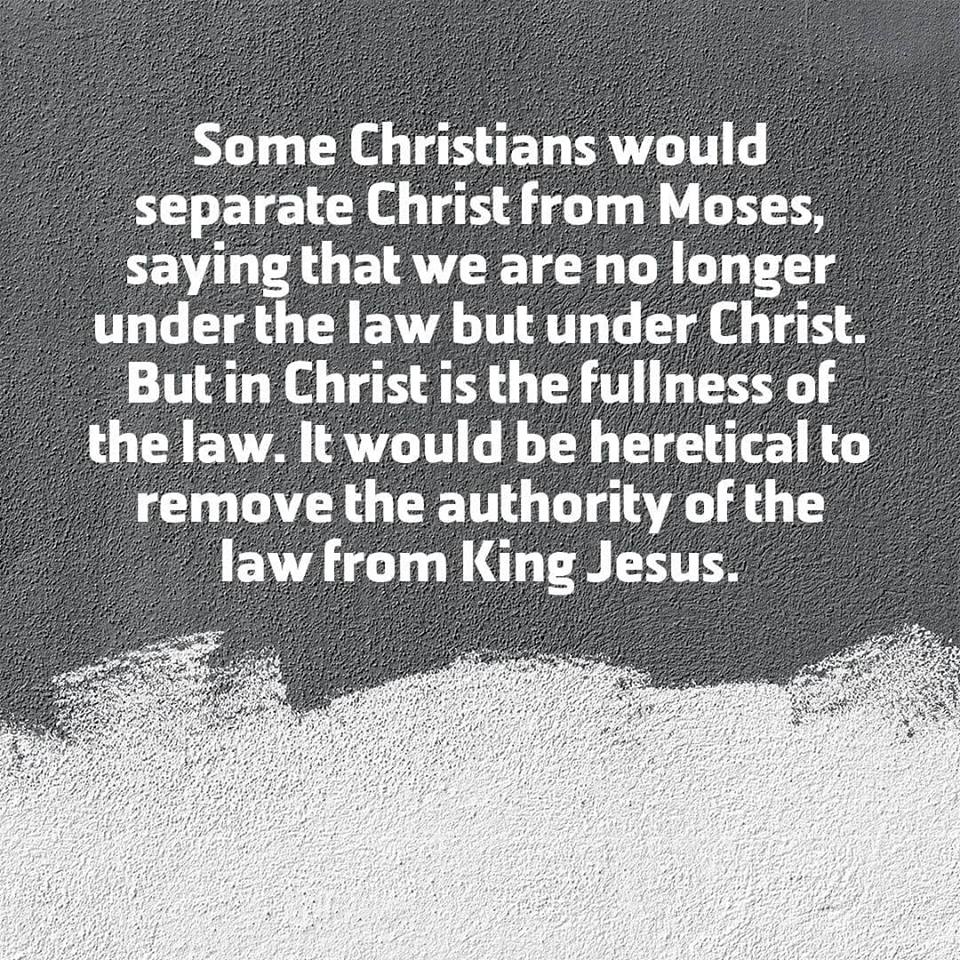 Some Christians would
separate Christ from Moses,
saying that we are no longer
under the law but under Christ.
But in Christ is the fullness of
the law. It would be heretical to
remove the authority of the
law from King Jesus.